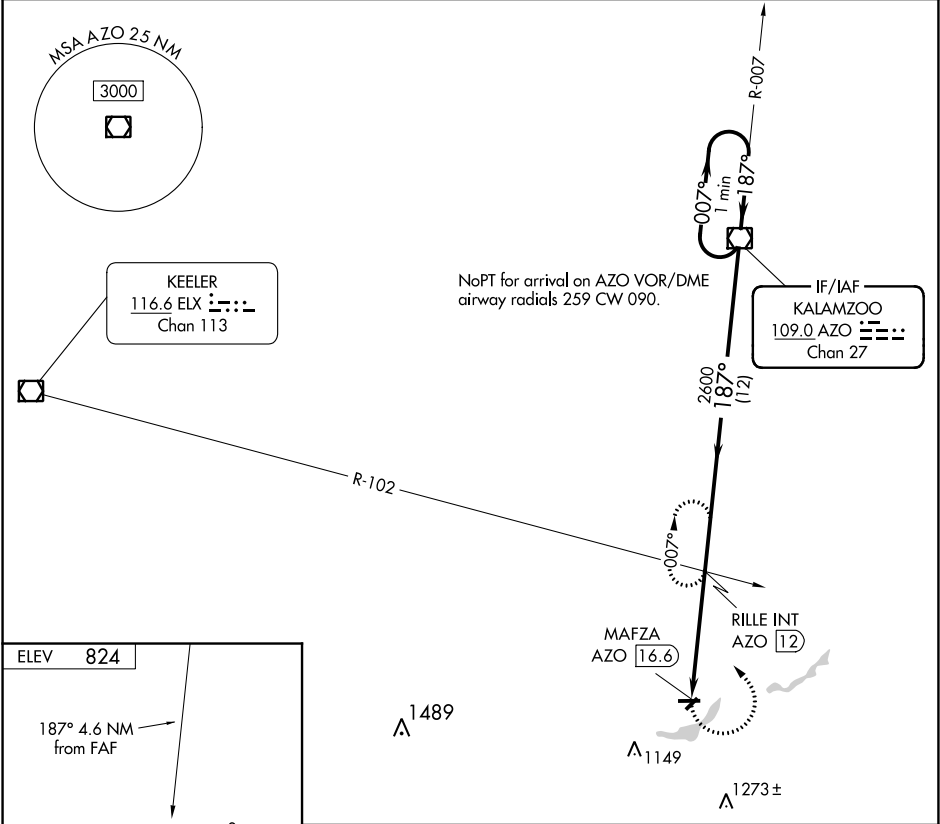 MSA AZO 25 NM
3000
R-007
007°
1 min
187°
KEELER
116.6 ELX
Chan 113
NoPT for arrival on AZO VOR/DME
airway radials 259 CW 090.
IF/IAF
KALAMZOO
109.0 AZO
Chan 27
2600
187°
(12)
R-102
007°
RILLE INT
AZO 12
MAFZA
AZO 16.6
ELEV 824
187° 4.6 NM
from FAF
1489
1149
1273±